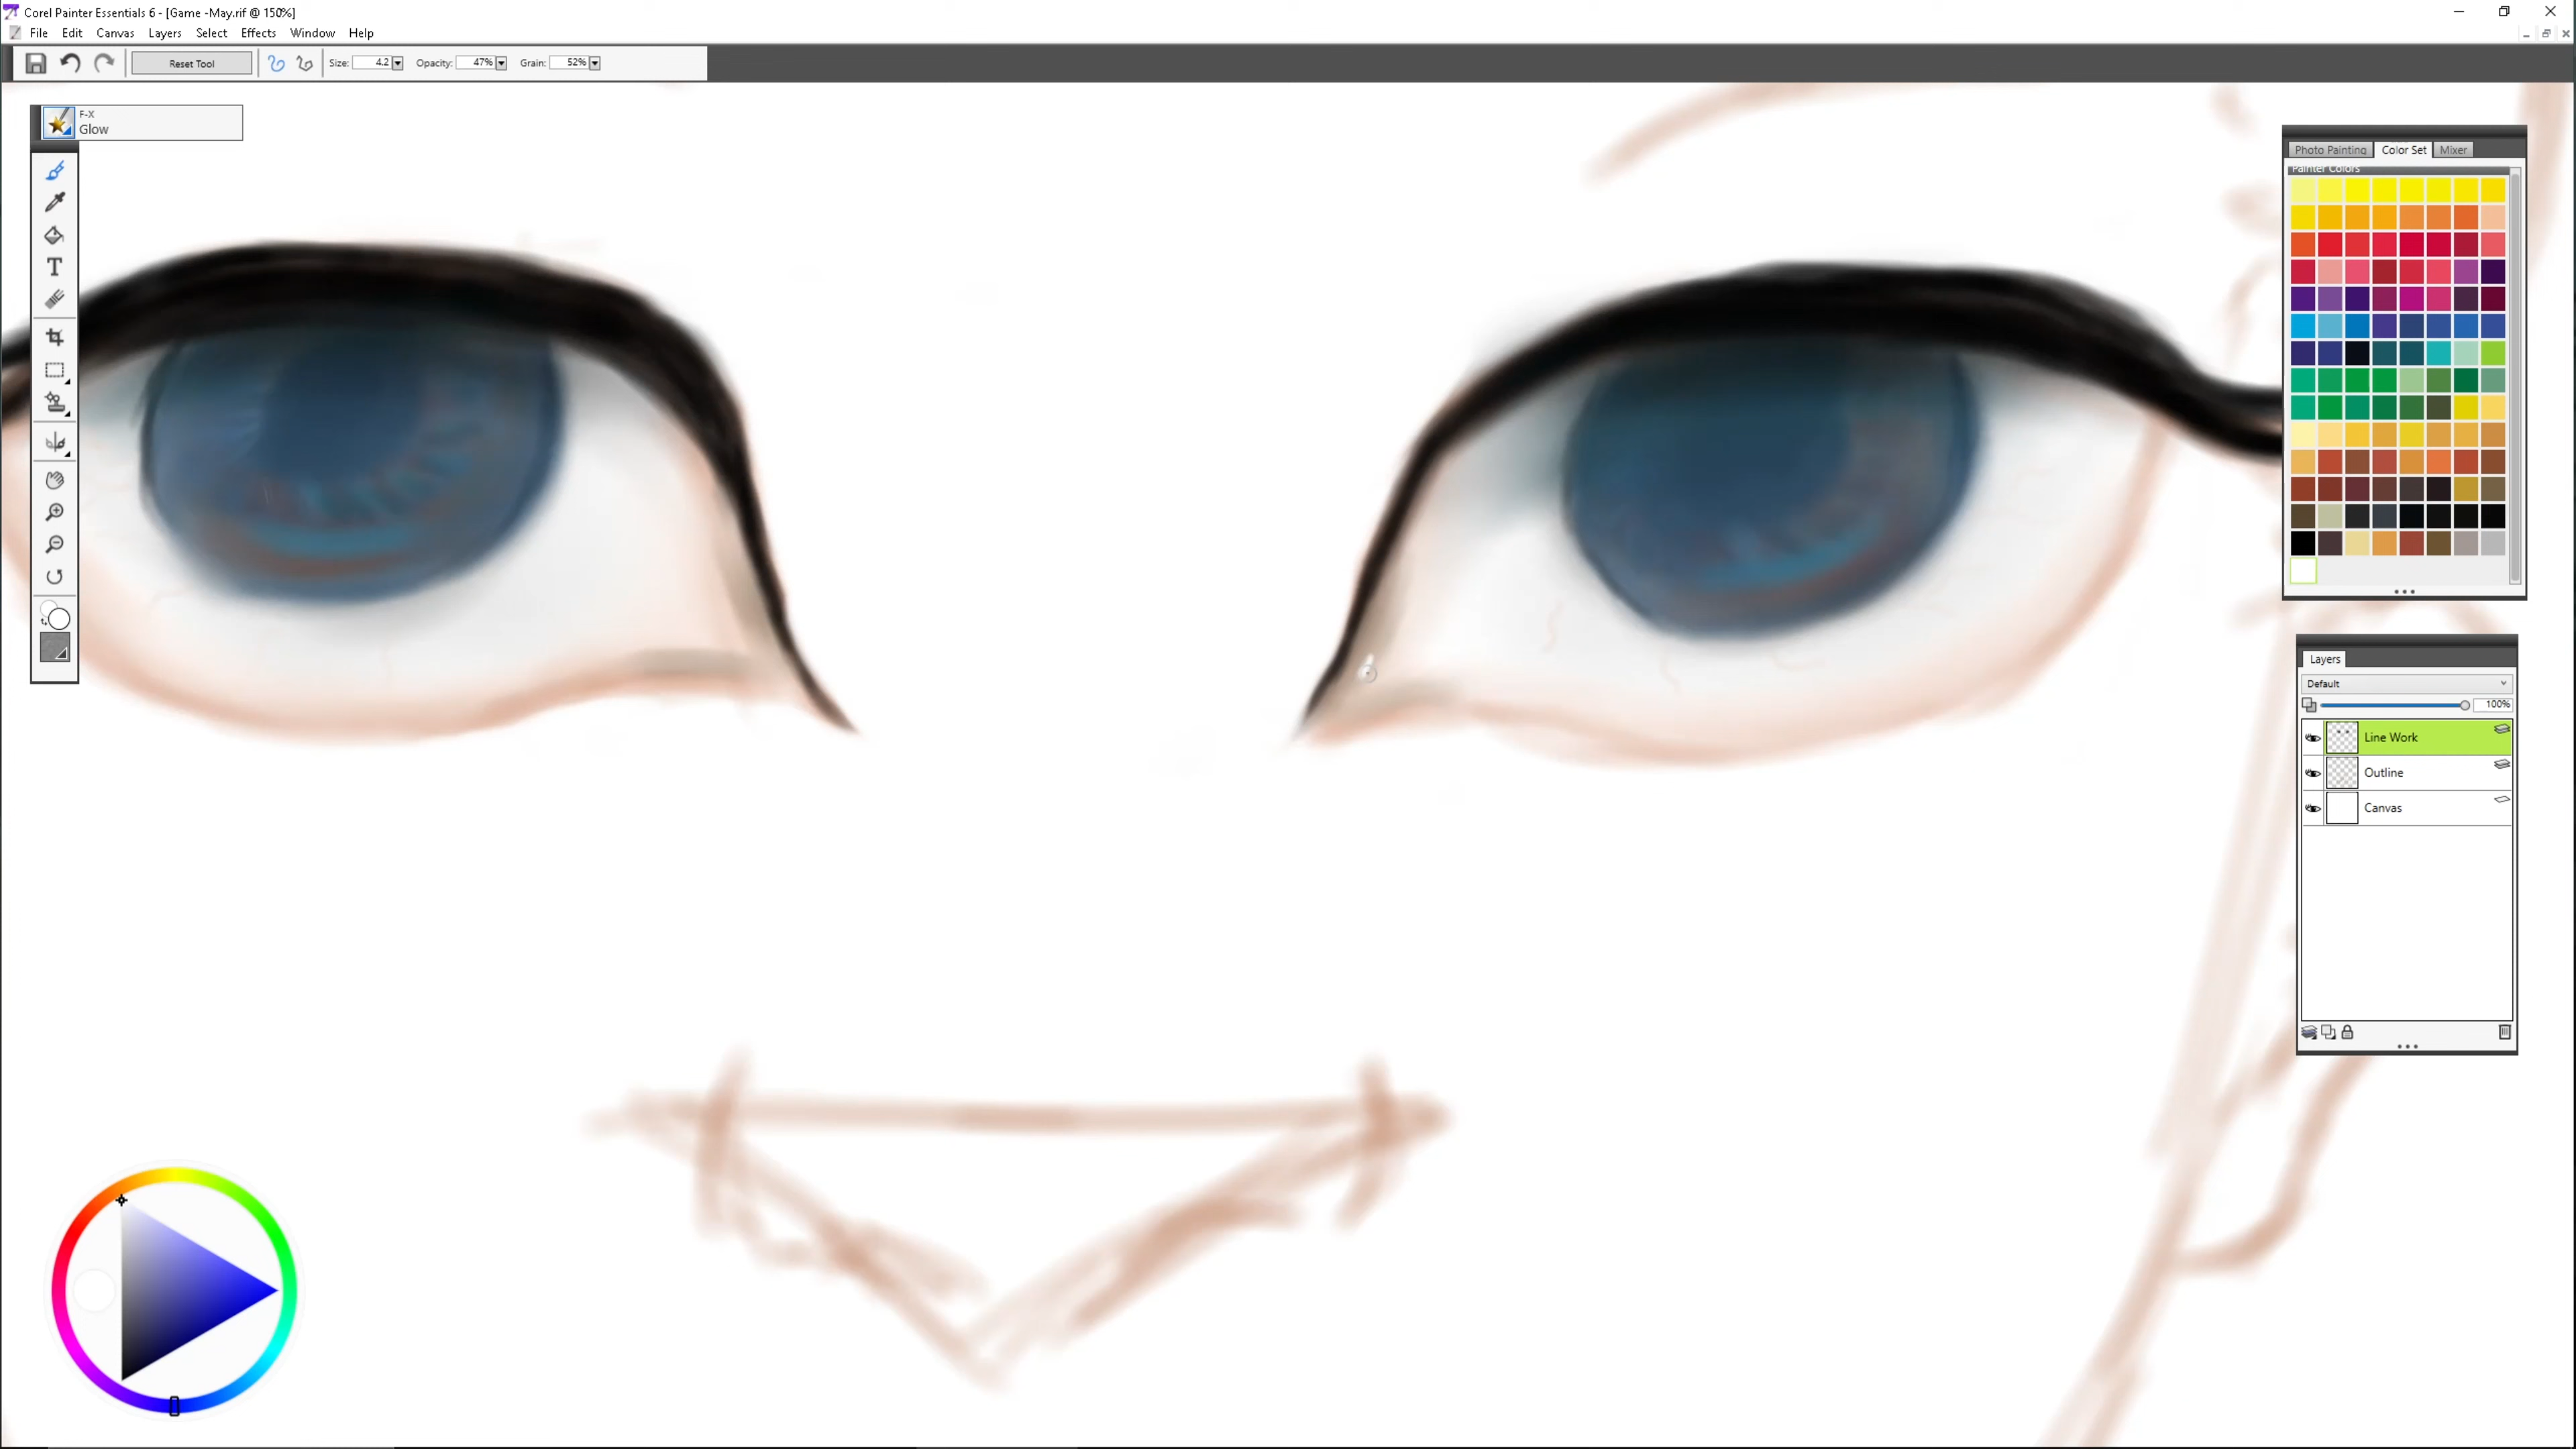 Corel Painter Essentials 6 - [Game -May.rif @ 150%]
File Edit Canvas Layers Select Effects Window Help
Reset Tool Size: 4.2 Opacity: 47% Grain: 52%
F-X
Glow
T
Photo Painting Color Set Mixer
Painter Colors
Layers
Default
100%
Line Work
Outline
Canvas